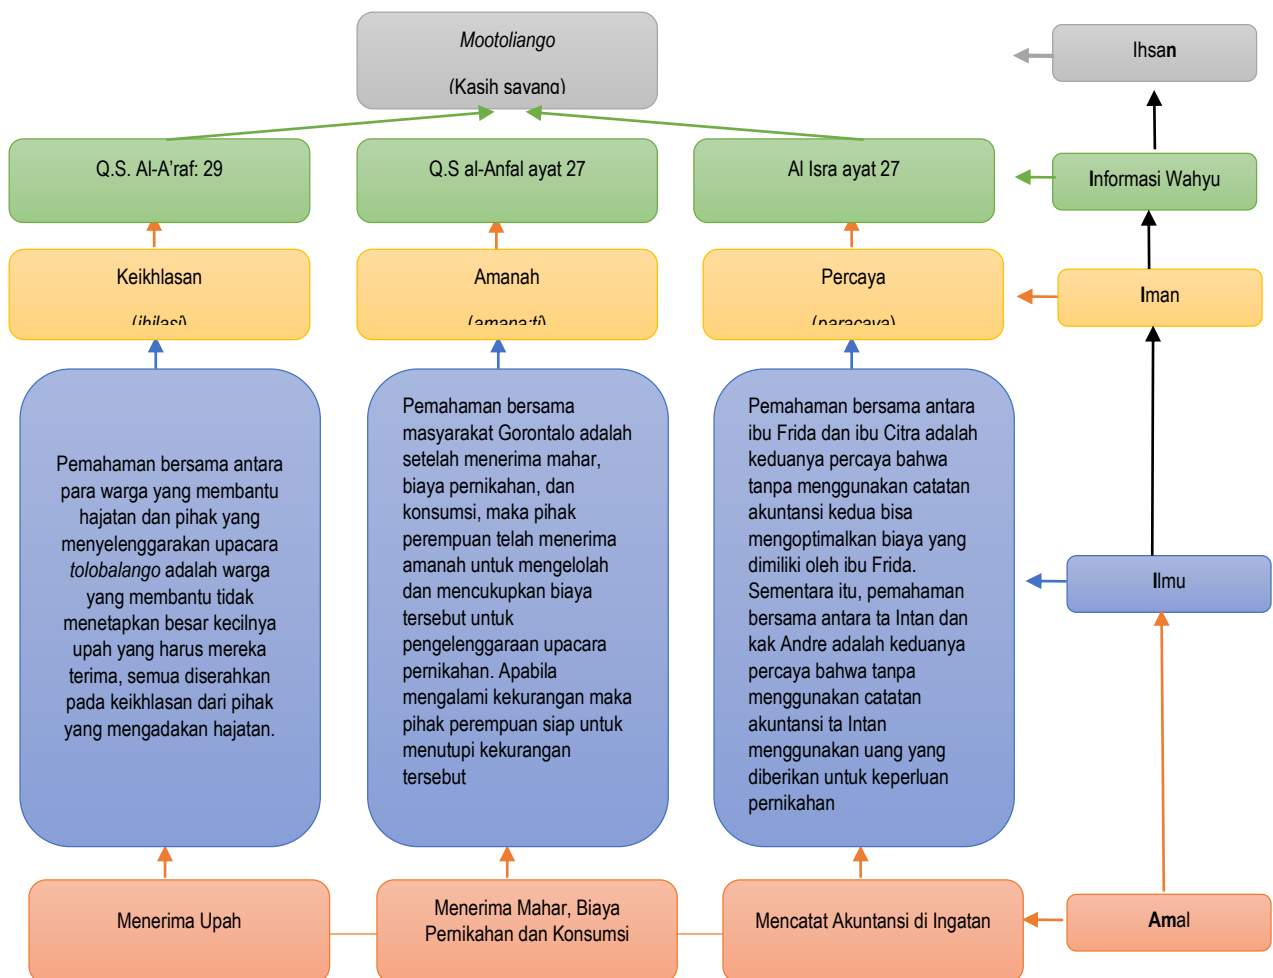 Mootoliango
(Kasih sayang)
Ihsan
Q.S. Al-A'raf: 29
Q.S al-Anfal ayat 27
Al Isra ayat 27
Informasi Wahyu
Keikhlasan
(ihilasi)
Amanah
(amana:ti)
Percaya
(paracaya)
Iman
Pemahaman bersama antara
para warga yang membantu
hajatan dan pihak yang
menyelenggarakan upacara
tolobalango adalah warga
yang membantu tidak
menetapkan besar kecilnya
upah yang harus mereka
terima, semua diserahkan
pada keikhlasan dari pihak
yang mengadakan hajatan.
Pemahaman bersama
masyarakat Gorontalo adalah
setelah menerima mahar,
biaya pernikahan, dan
konsumsi, maka pihak
perempuan telah menerima
amanah untuk mengelolah
dan mencukupkan biaya
tersebut untuk
pengelenggaraan upacara
pernikahan. Apabila
mengalami kekurangan maka
pihak perempuan siap untuk
menutupi kekurangan
tersebut
Pemahaman bersama antara
ibu Frida dan ibu Citra adalah
keduanya percaya bahwa
tanpa menggunakan catatan
akuntansi kedua bisa
mengoptimalkan biaya yang
dimiliki oleh ibu Frida.
Sementara itu, pemahaman
bersama antara ta Intan dan
kak Andre adalah keduanya
percaya bahwa tanpa
menggunakan catatan
akuntansi ta Intan
menggunakan uang yang
diberikan untuk keperluan
pernikahan
Ilmu
Menerima Upah
Menerima Mahar, Biaya
Pernikahan dan Konsumsi
Mencatat Akuntansi di Ingatan
Amal